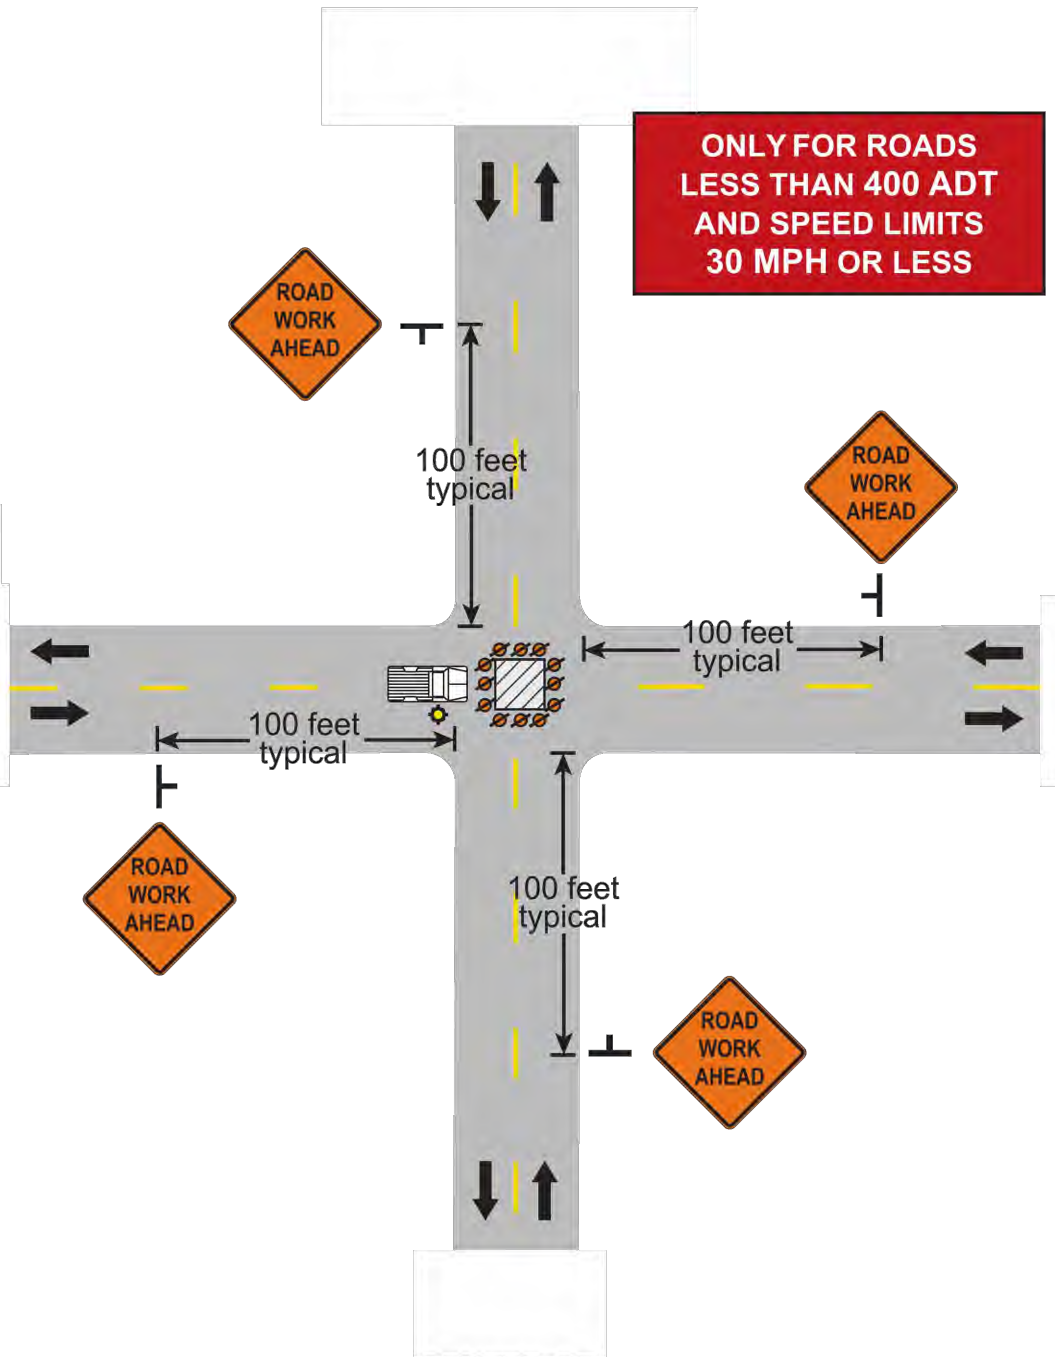 ONLY FOR ROADS
LESS THAN 400 ADT
AND SPEED LIMITS
30 MPH OR LESS
ROAD
WORK
AHEAD
100 feet
typical
ROAD
WORK
AHEAD
100 feet
typical
100 feet
typical
ROAD
WORK
AHEAD
100 feet
typical
ROAD
WORK
AHEAD